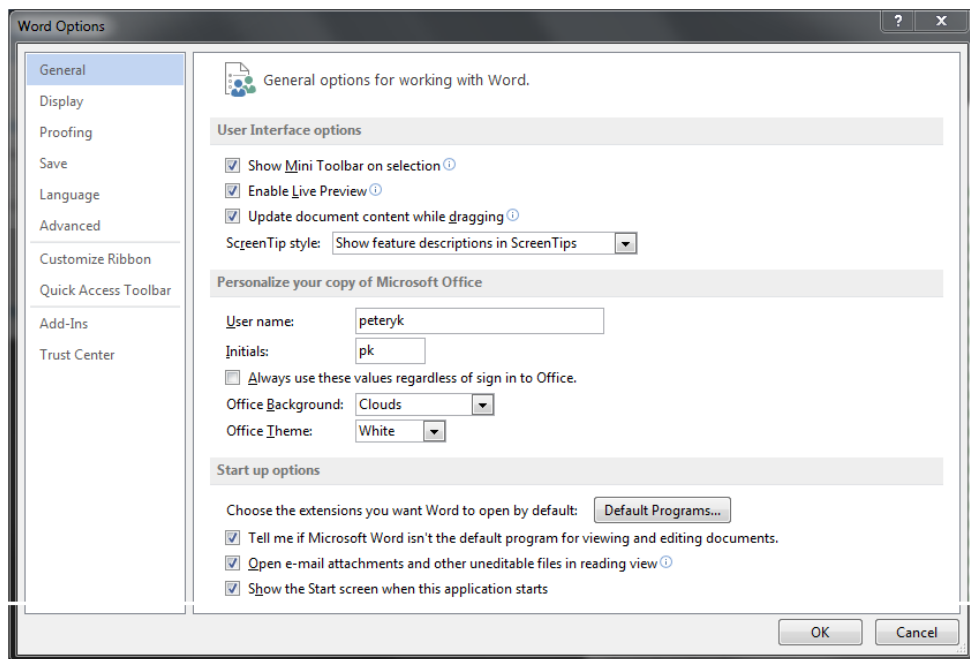 Word Options
General
Display
Proofing
Save
Language
Advanced
Customize Ribbon
Quick Access Toolbar
Add-Ins
Trust Center
General options for working with Word.
User Interface options
Show Mini Toolbar on selection
Enable Live Preview
Update document content while dragging
ScreenTip style: Show feature descriptions in ScreenTips
Personalize your copy of Microsoft Office
User name: peteryk
Initials: pk
Always use these values regardless of sign in to Office.
Office Background: Clouds
Office Theme: White
Start up options
Choose the extensions you want Word to open by default: Default Programs...
Tell me if Microsoft Word isn't the default program for viewing and editing documents.
Open e-mail attachments and other uneditable files in reading view
Show the Start screen when this application starts
OK Cancel